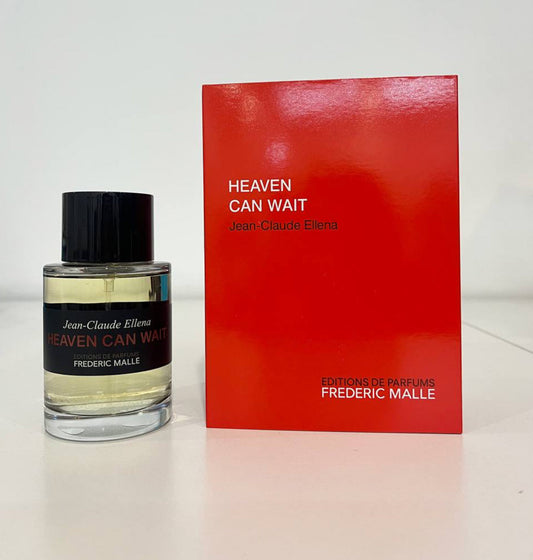 Jean-Claude Ellena
HEAVEN CAN WAIT
EDITIONS DE PARFUMS
FREDERIC MALLE
HEAVEN
CAN WAIT
Jean-Claude Ellena
EDITIONS DE PARFUMS
FREDERIC MALLE